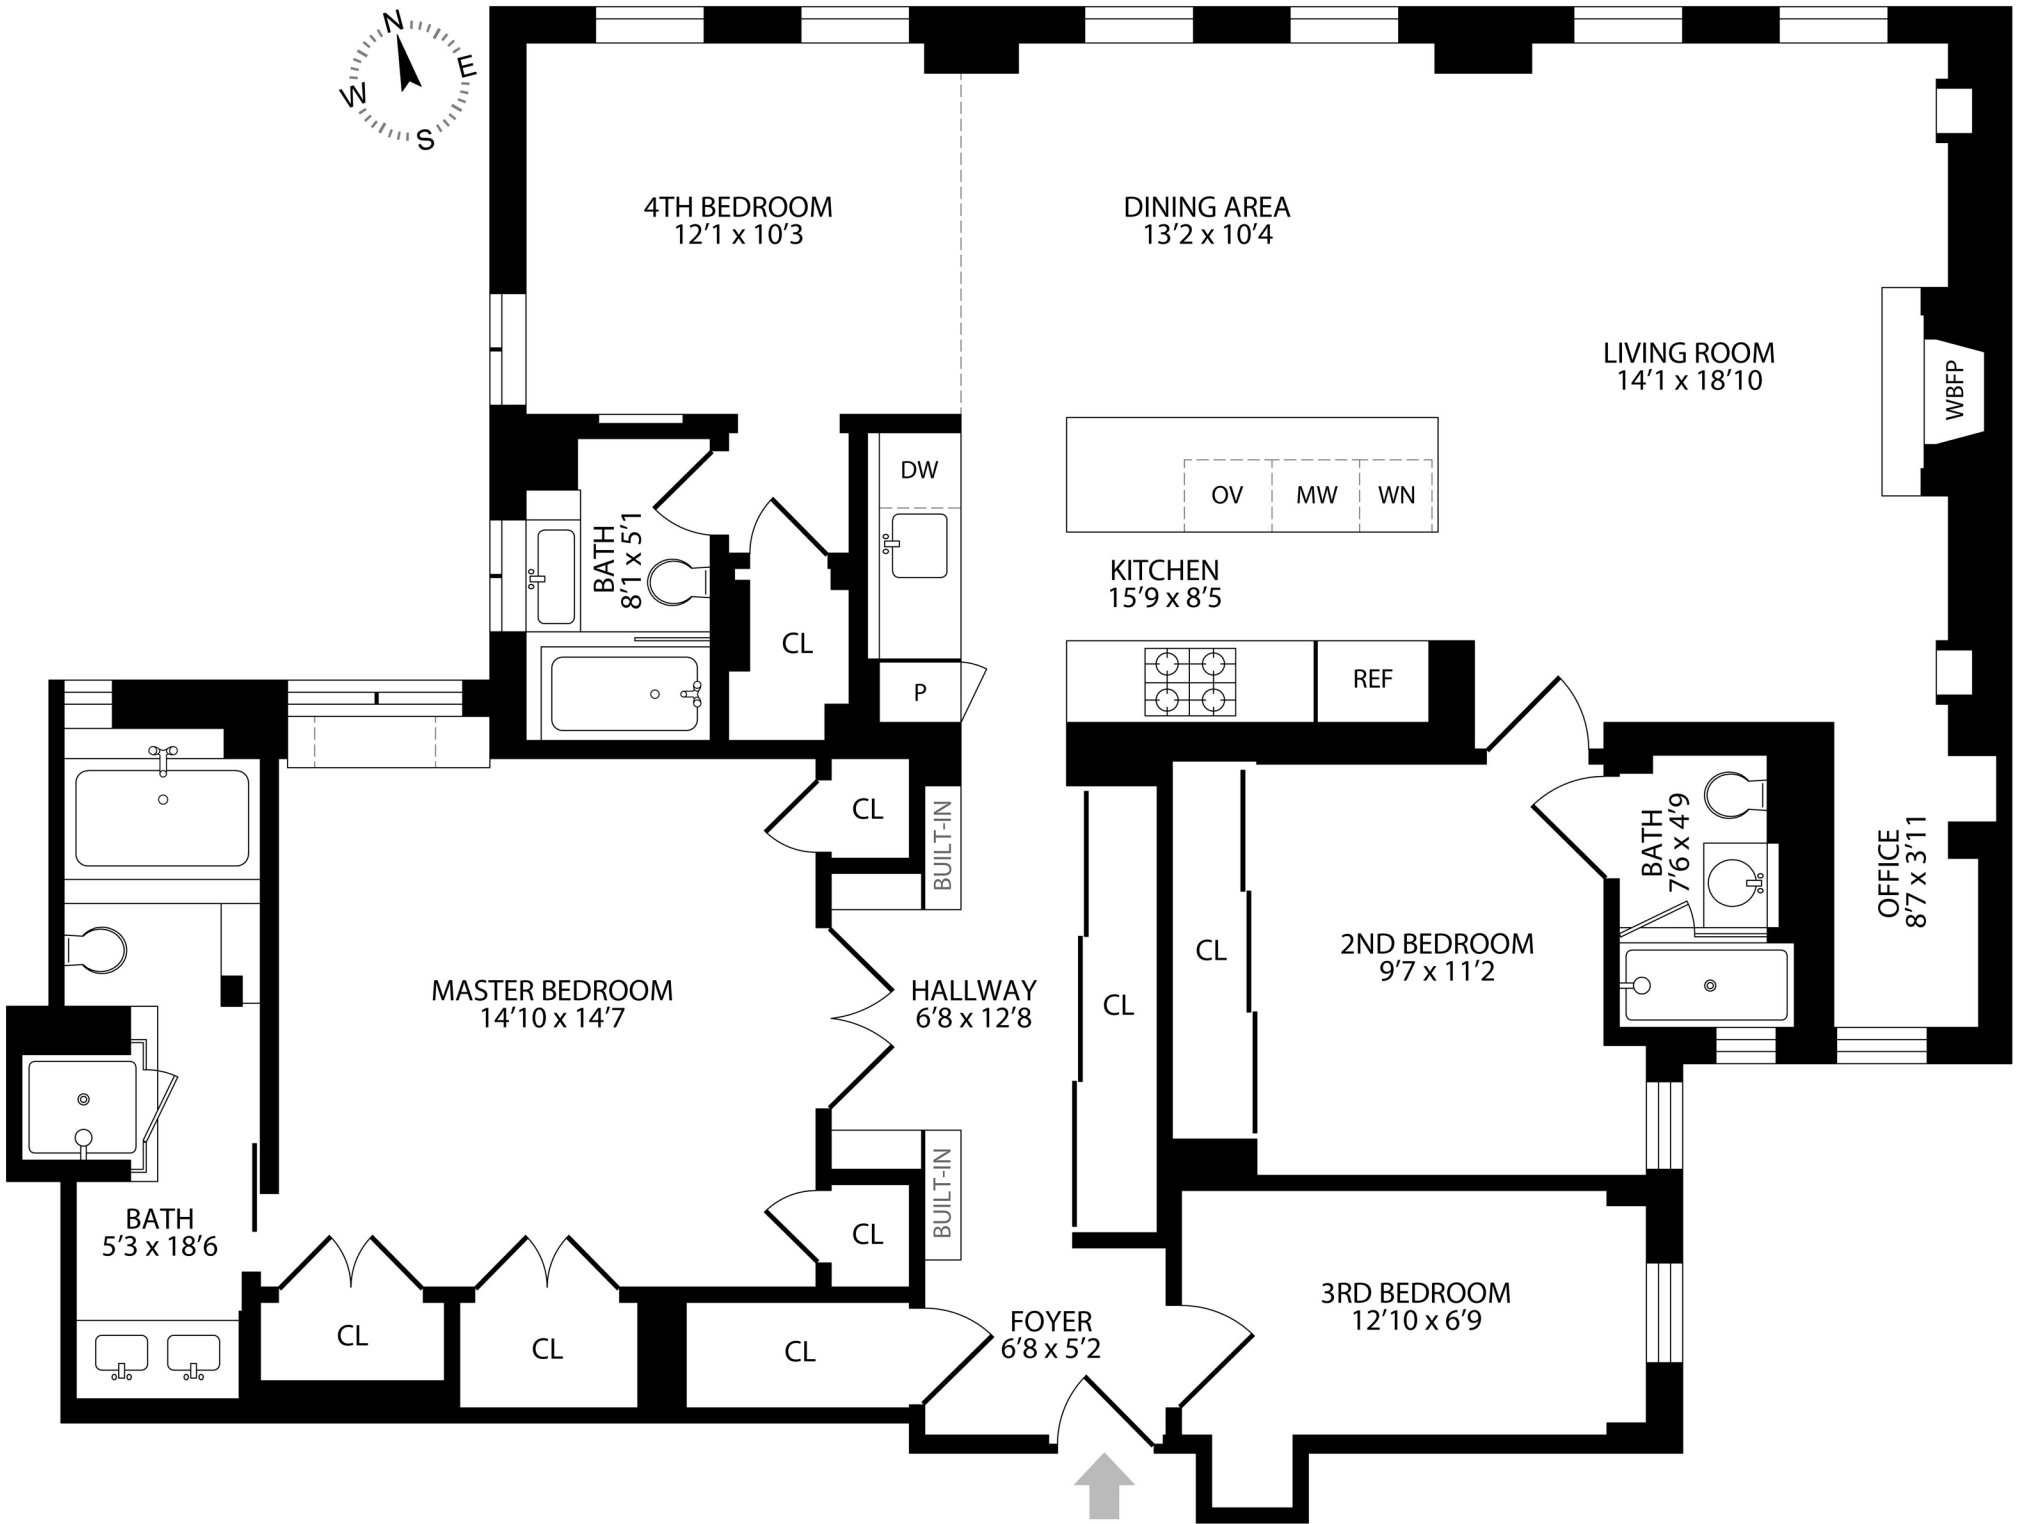 N
E
W
S
4TH BEDROOM
12'1 x 10'3
DINING AREA
13'2 x 10'4
LIVING ROOM
14'1 x 18'10
WBFP
DW
OV
MW
WN
BATH
8'1 x 5'1
KITCHEN
15'9 x 8'5
CL
P
REF
CL
BUILT-IN
BATH
7'6 x 4'9
OFFICE
8'7 x 3'11
CL
2ND BEDROOM
9'7 x 11'2
MASTER BEDROOM
14'10 x 14'7
HALLWAY
6'8 x 12'8
CL
BATH
5'3 x 18'6
CL
BUILT-IN
CL
CL
CL
FOYER
6'8 x 5'2
3RD BEDROOM
12'10 x 6'9